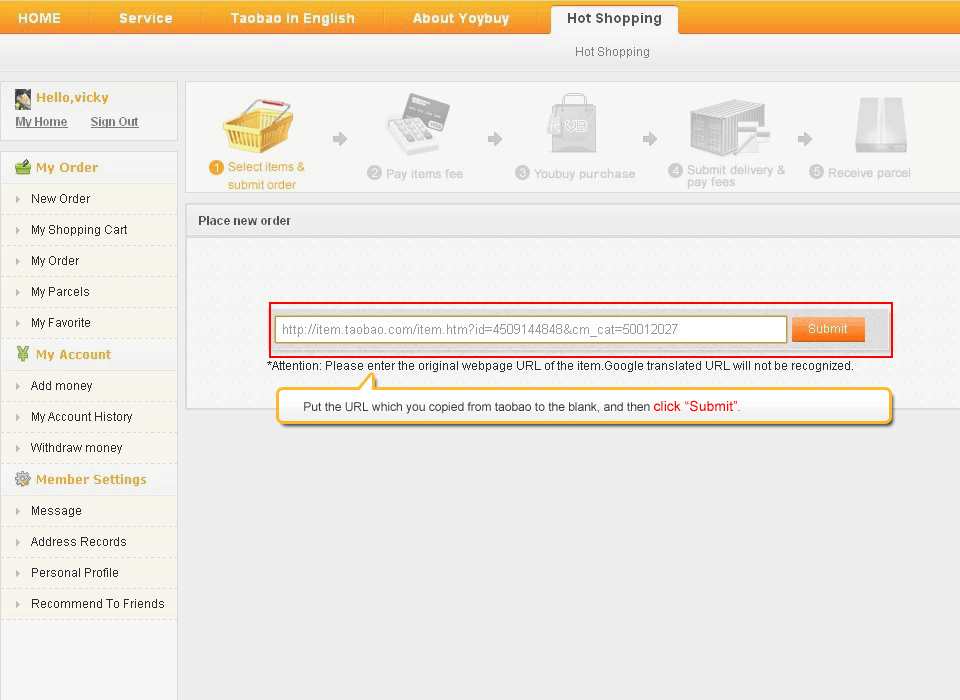 HOME Service Taobao In English About Yoybuy Hot Shopping
Hot Shopping
Hello,vicky
My Home Sign Out
My Order
New Order
My Shopping Cart
My Order
My Parcels
My Favorite
My Account
Add money
My Account History
Withdraw money
Member Settings
Message
Address Records
Personal Profile
Recommend To Friends
1 Select items &
submit order
2 Pay items fee
YB
3 Youbuy purchase
4 Submit delivery &
pay fees
5 Receive parcel
Place new order
http://item.taobao.com/item.htm?id=4509144848&cm_cat=50012027 Submit
*Attention: Please enter the original webpage URL of the item.Google translated URL will not be recognized.
Put the URL which you copied from taobao to the blank, and then click “Submit”.